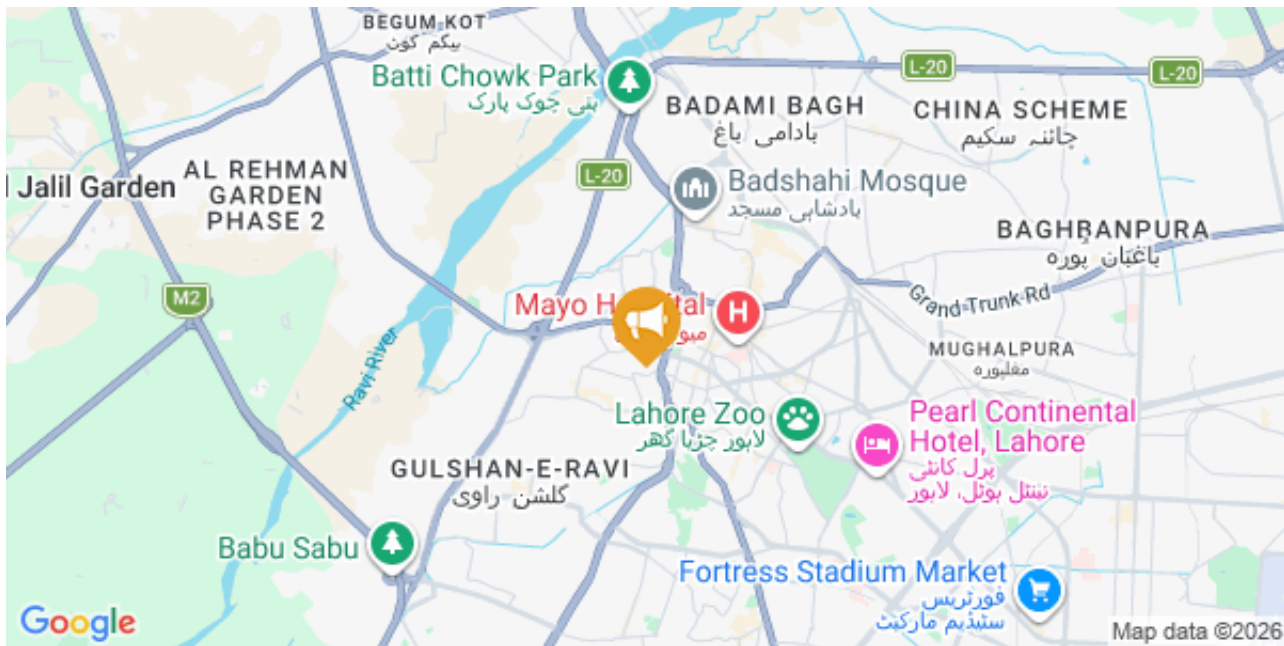 BEGUM KOT
بیگم کوٹ
Batti Chowk Park
بتی چوک پارک
L-20
L-20
BADAMI BAGH
بادامی باغ
CHINA SCHEME
چائنہ سکیم
Jalil Garden
AL REHMAN
GARDEN
PHASE 2
L-20
Badshahi Mosque
بادشاہی مسجد
BAGHBANPURA
باغبان پورہ
M2
Mayo
Grand Trunk Rd
H
MUGHALPURA
مغلپورہ
Ravi River
Lahore Zoo
لاہور چڑیا گھر
Pearl Continental
Hotel, Lahore
پرل کانٹی
نینٹل ہوٹل، لاہور
GULSHAN-E-RAVI
گلشن راوی
Babu Sabu
Fortress Stadium Market
فورٹریس
سٹیڈیم مارکیٹ
Google
Map data ©2026